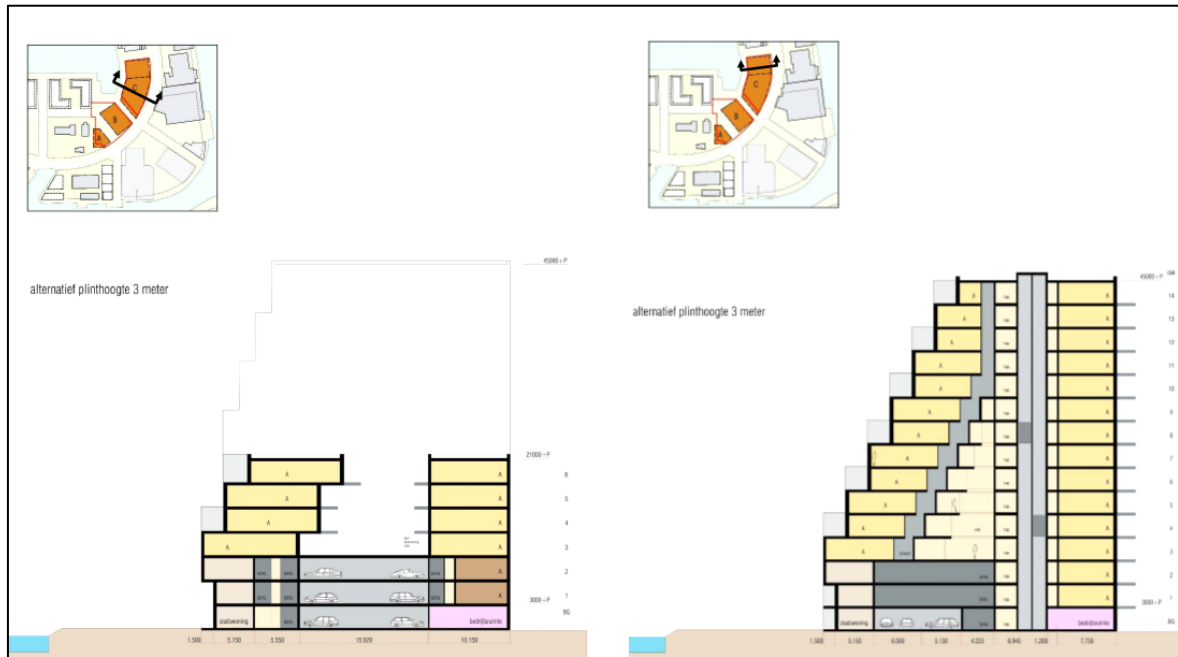 C
B
A
C
B
A
alternatief plinthoogte 3 meter
45000 + P
21000 + P
A
A
6
A
A
5
A
A
4
A
A
3
A
2
A
1
3000 + P
stadswoning
bedrijfsruimte
BG
1.500
5.150
3.550
15.920
10.150
alternatief plinthoogte 3 meter
45000 + P
dak
A
A
14
A
A
13
A
A
12
A
A
11
A
A
10
A
A
9
A
A
8
A
A
7
A
A
6
A
A
5
A
A
4
A
A
3
2
1
3000 + P
stadswoning
bedrijfsruimte
BG
1.500
5.150
6.000
5.150
4.225
6.945
1.200
7.750